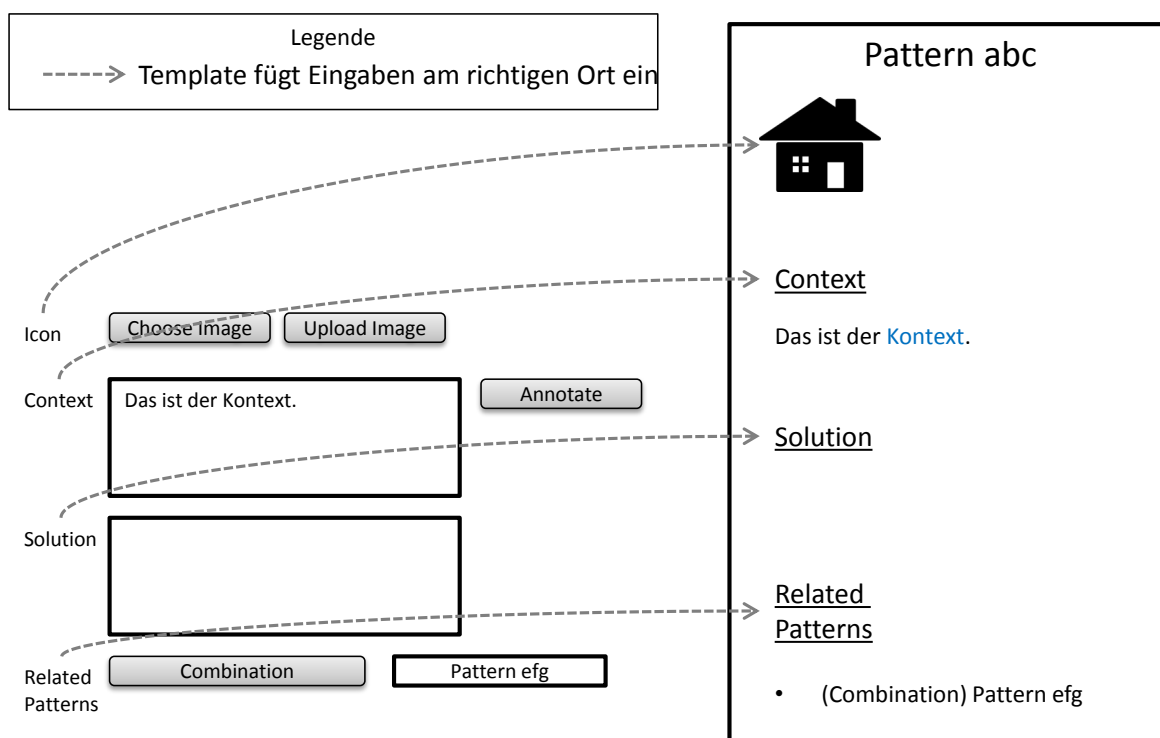 Legende
Template fügt Eingaben am richtigen Ort ein
Icon
Choose Image
Upload Image
Context
Das ist der Kontext.
Annotate
Solution
Related
Patterns
Combination
Pattern efg
Pattern abc
Context
Das ist der Kontext.
Solution
Related
Patterns
• (Combination) Pattern efg